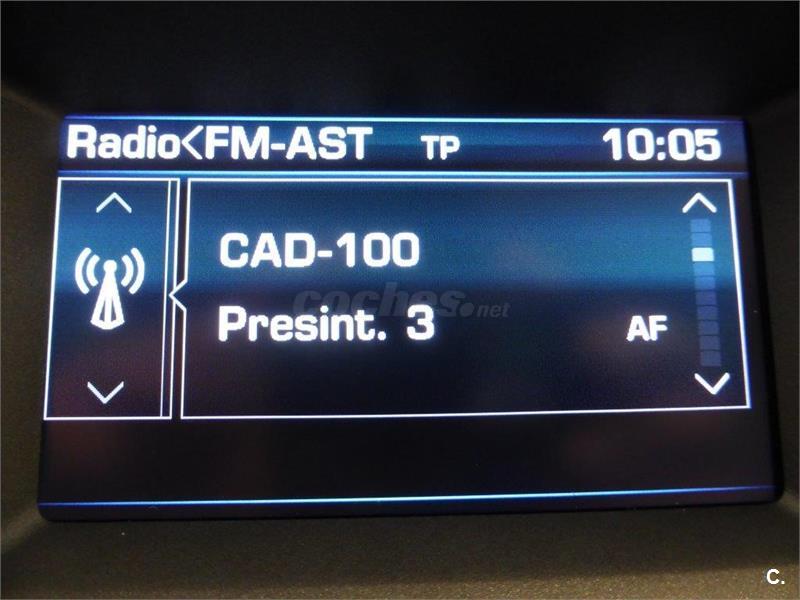 Radio<FM-AST TP 10:05
CAD-100
coches.net
Presint. 3 AF
C.